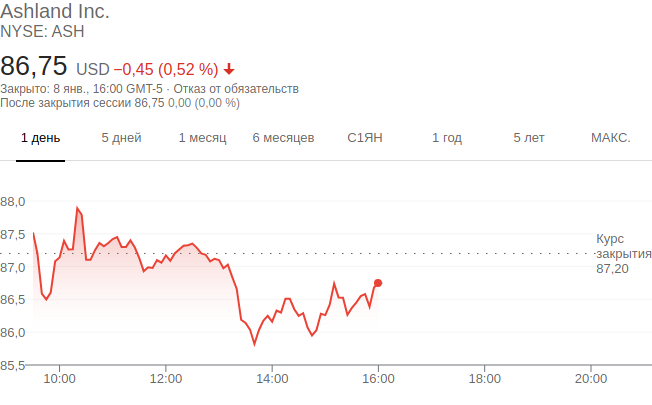 Ashland Inc.
NYSE: ASH
86,75 USD −0,45 (0,52 %)
Закрыто: 8 янв., 16:00 GMT-5 · Отказ от обязательств
После закрытия сессии 86,75 0,00 (0,00 %)
1 день 5 дней 1 месяц 6 месяцев С1ЯН 1 год 5 лет МАКС.
88,0
87,5
87,0
86,5
86,0
85,5
Курс
закрытия
87,20
10:00 12:00 14:00 16:00 18:00 20:00